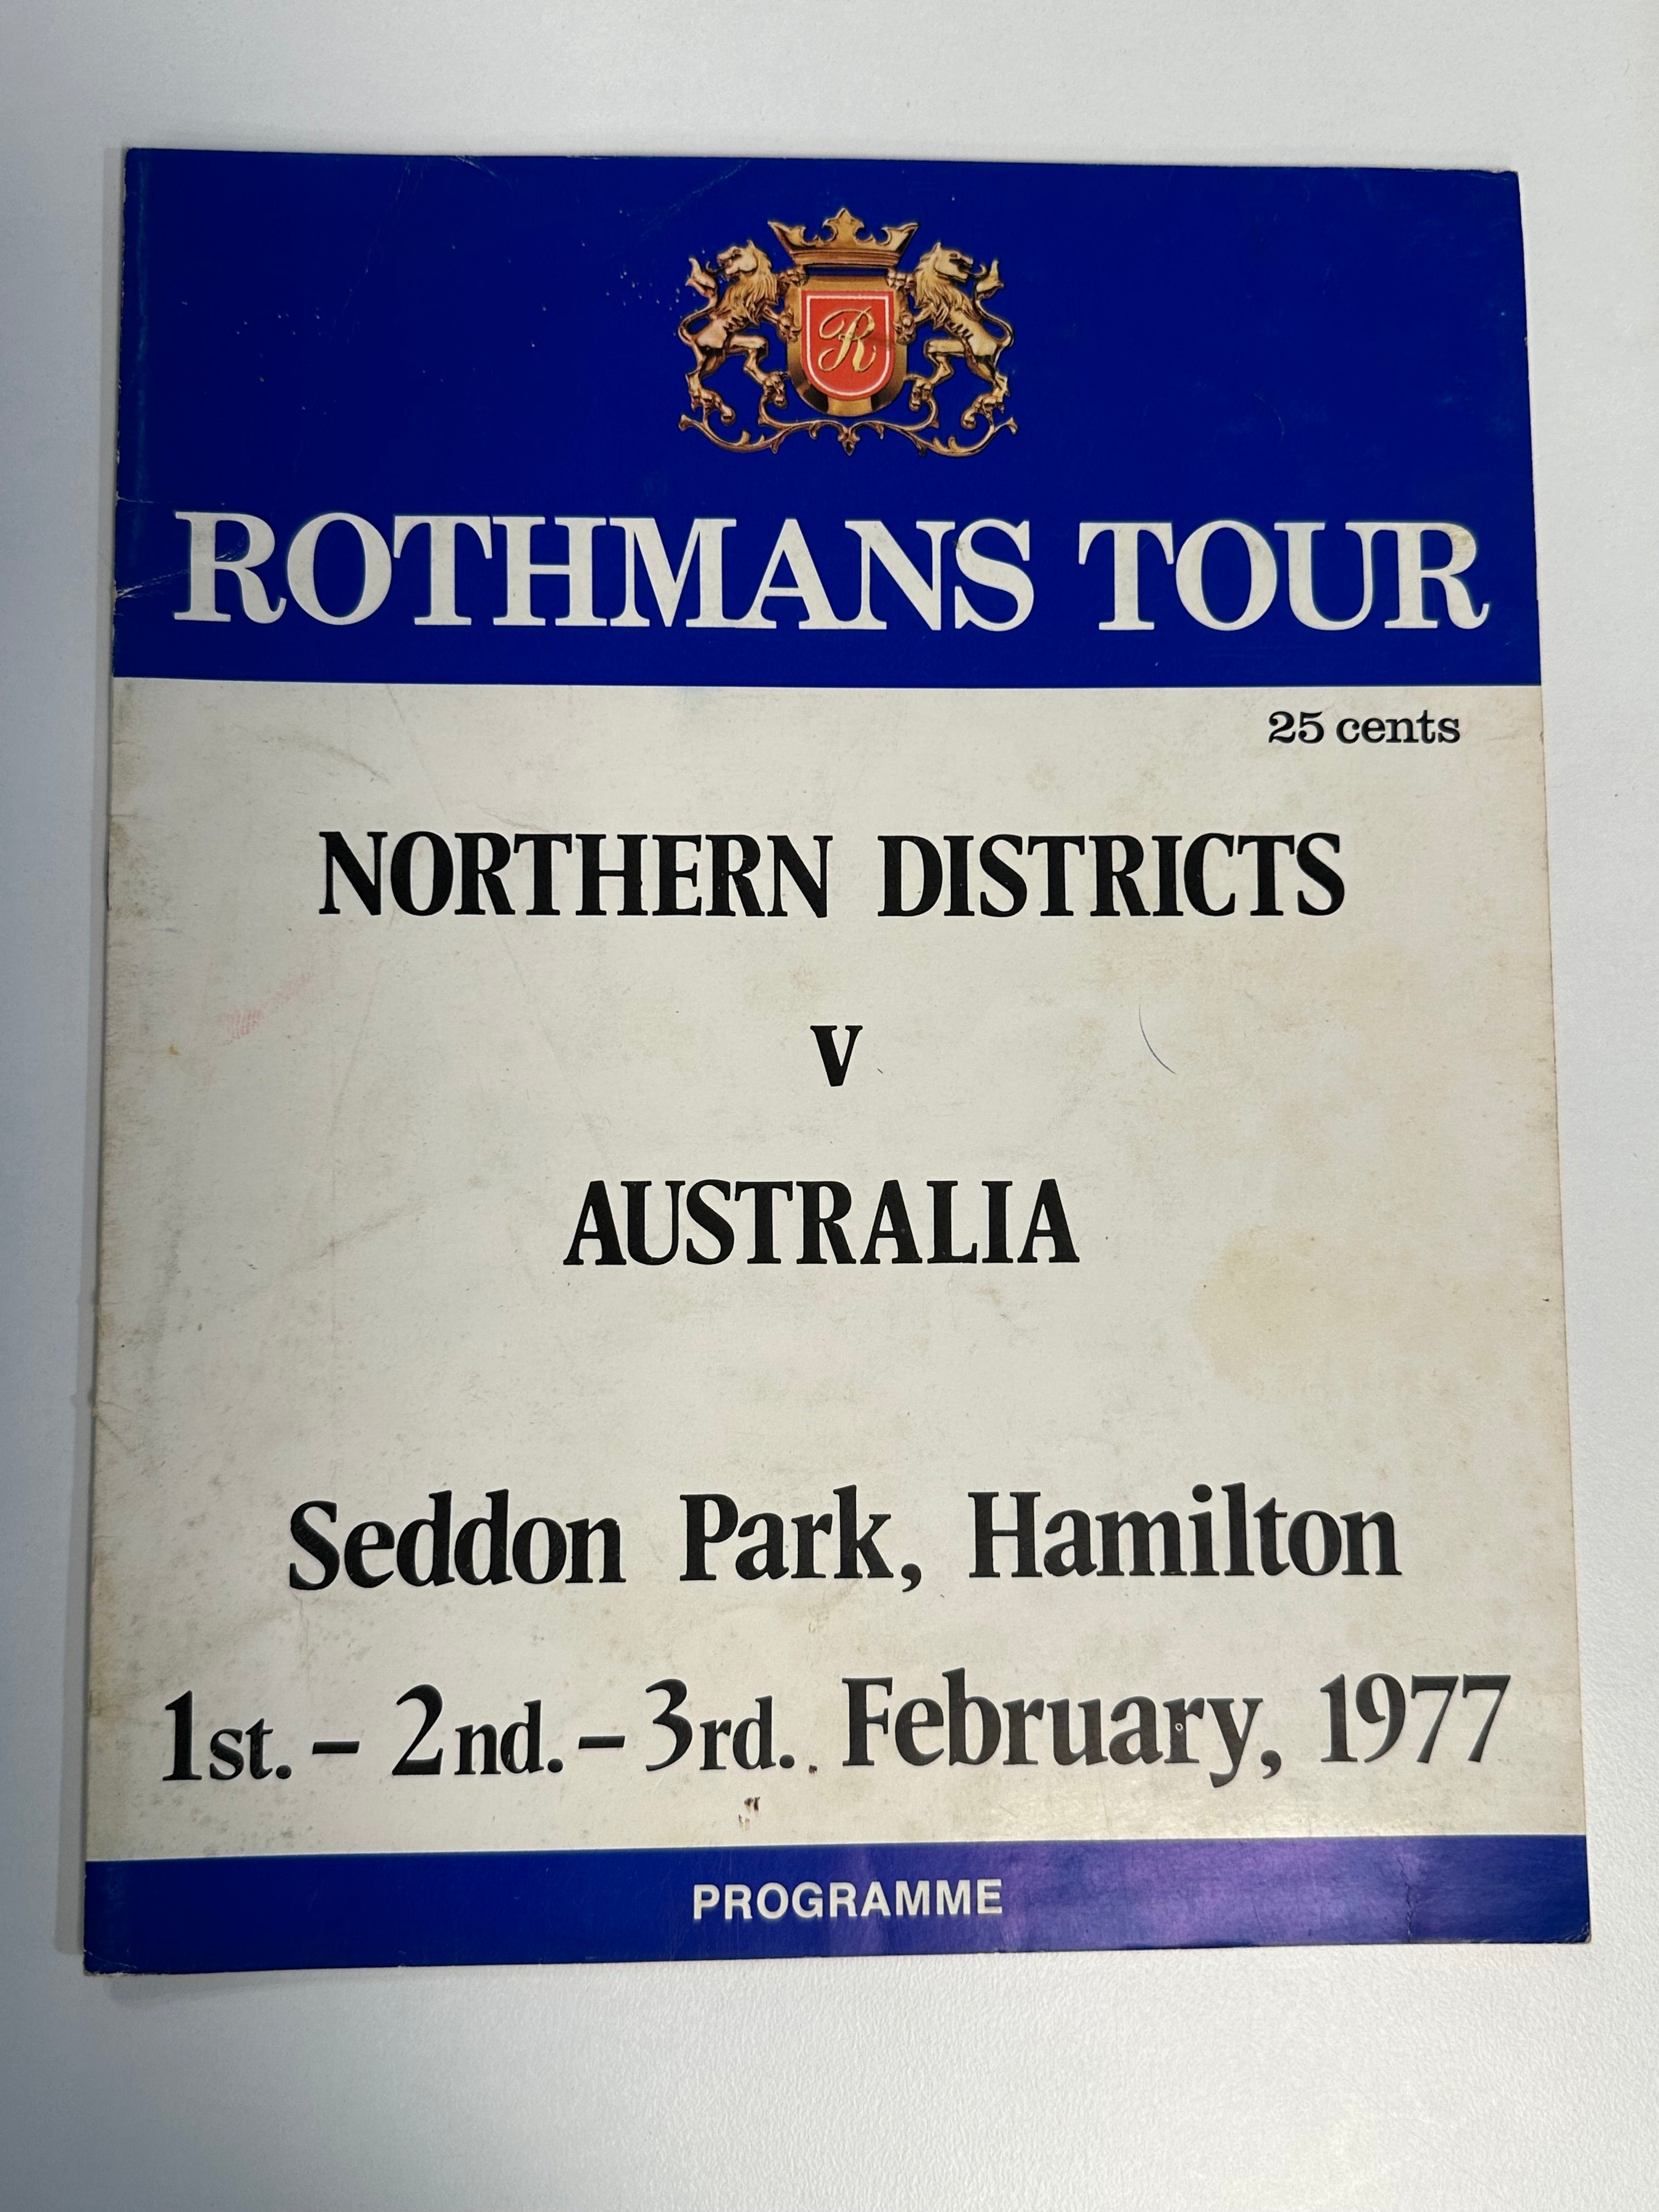 R
ROTHMANS TOUR
25 cents
NORTHERN DISTRICTS
V
AUSTRALIA
Seddon Park, Hamilton
1st. – 2nd. – 3rd. February, 1977
PROGRAMME